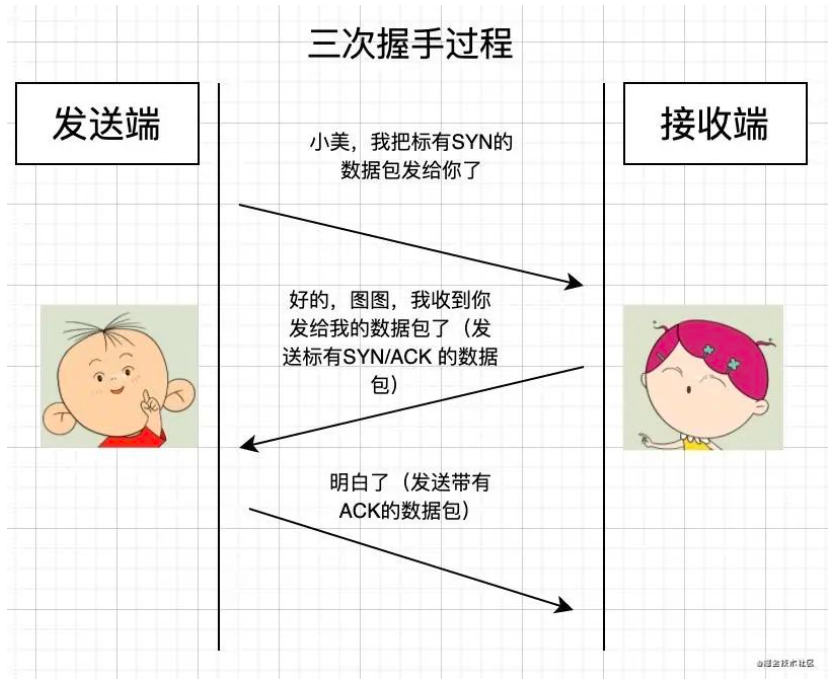 三次握手过程
发送端
接收端
小美，我把标有SYN的
数据包发给你了
好的，图图，我收到你
发给我的数据包了（发
送标有SYN/ACK 的数据
包）
明白了（发送带有
ACK的数据包）
@掘金技术社区